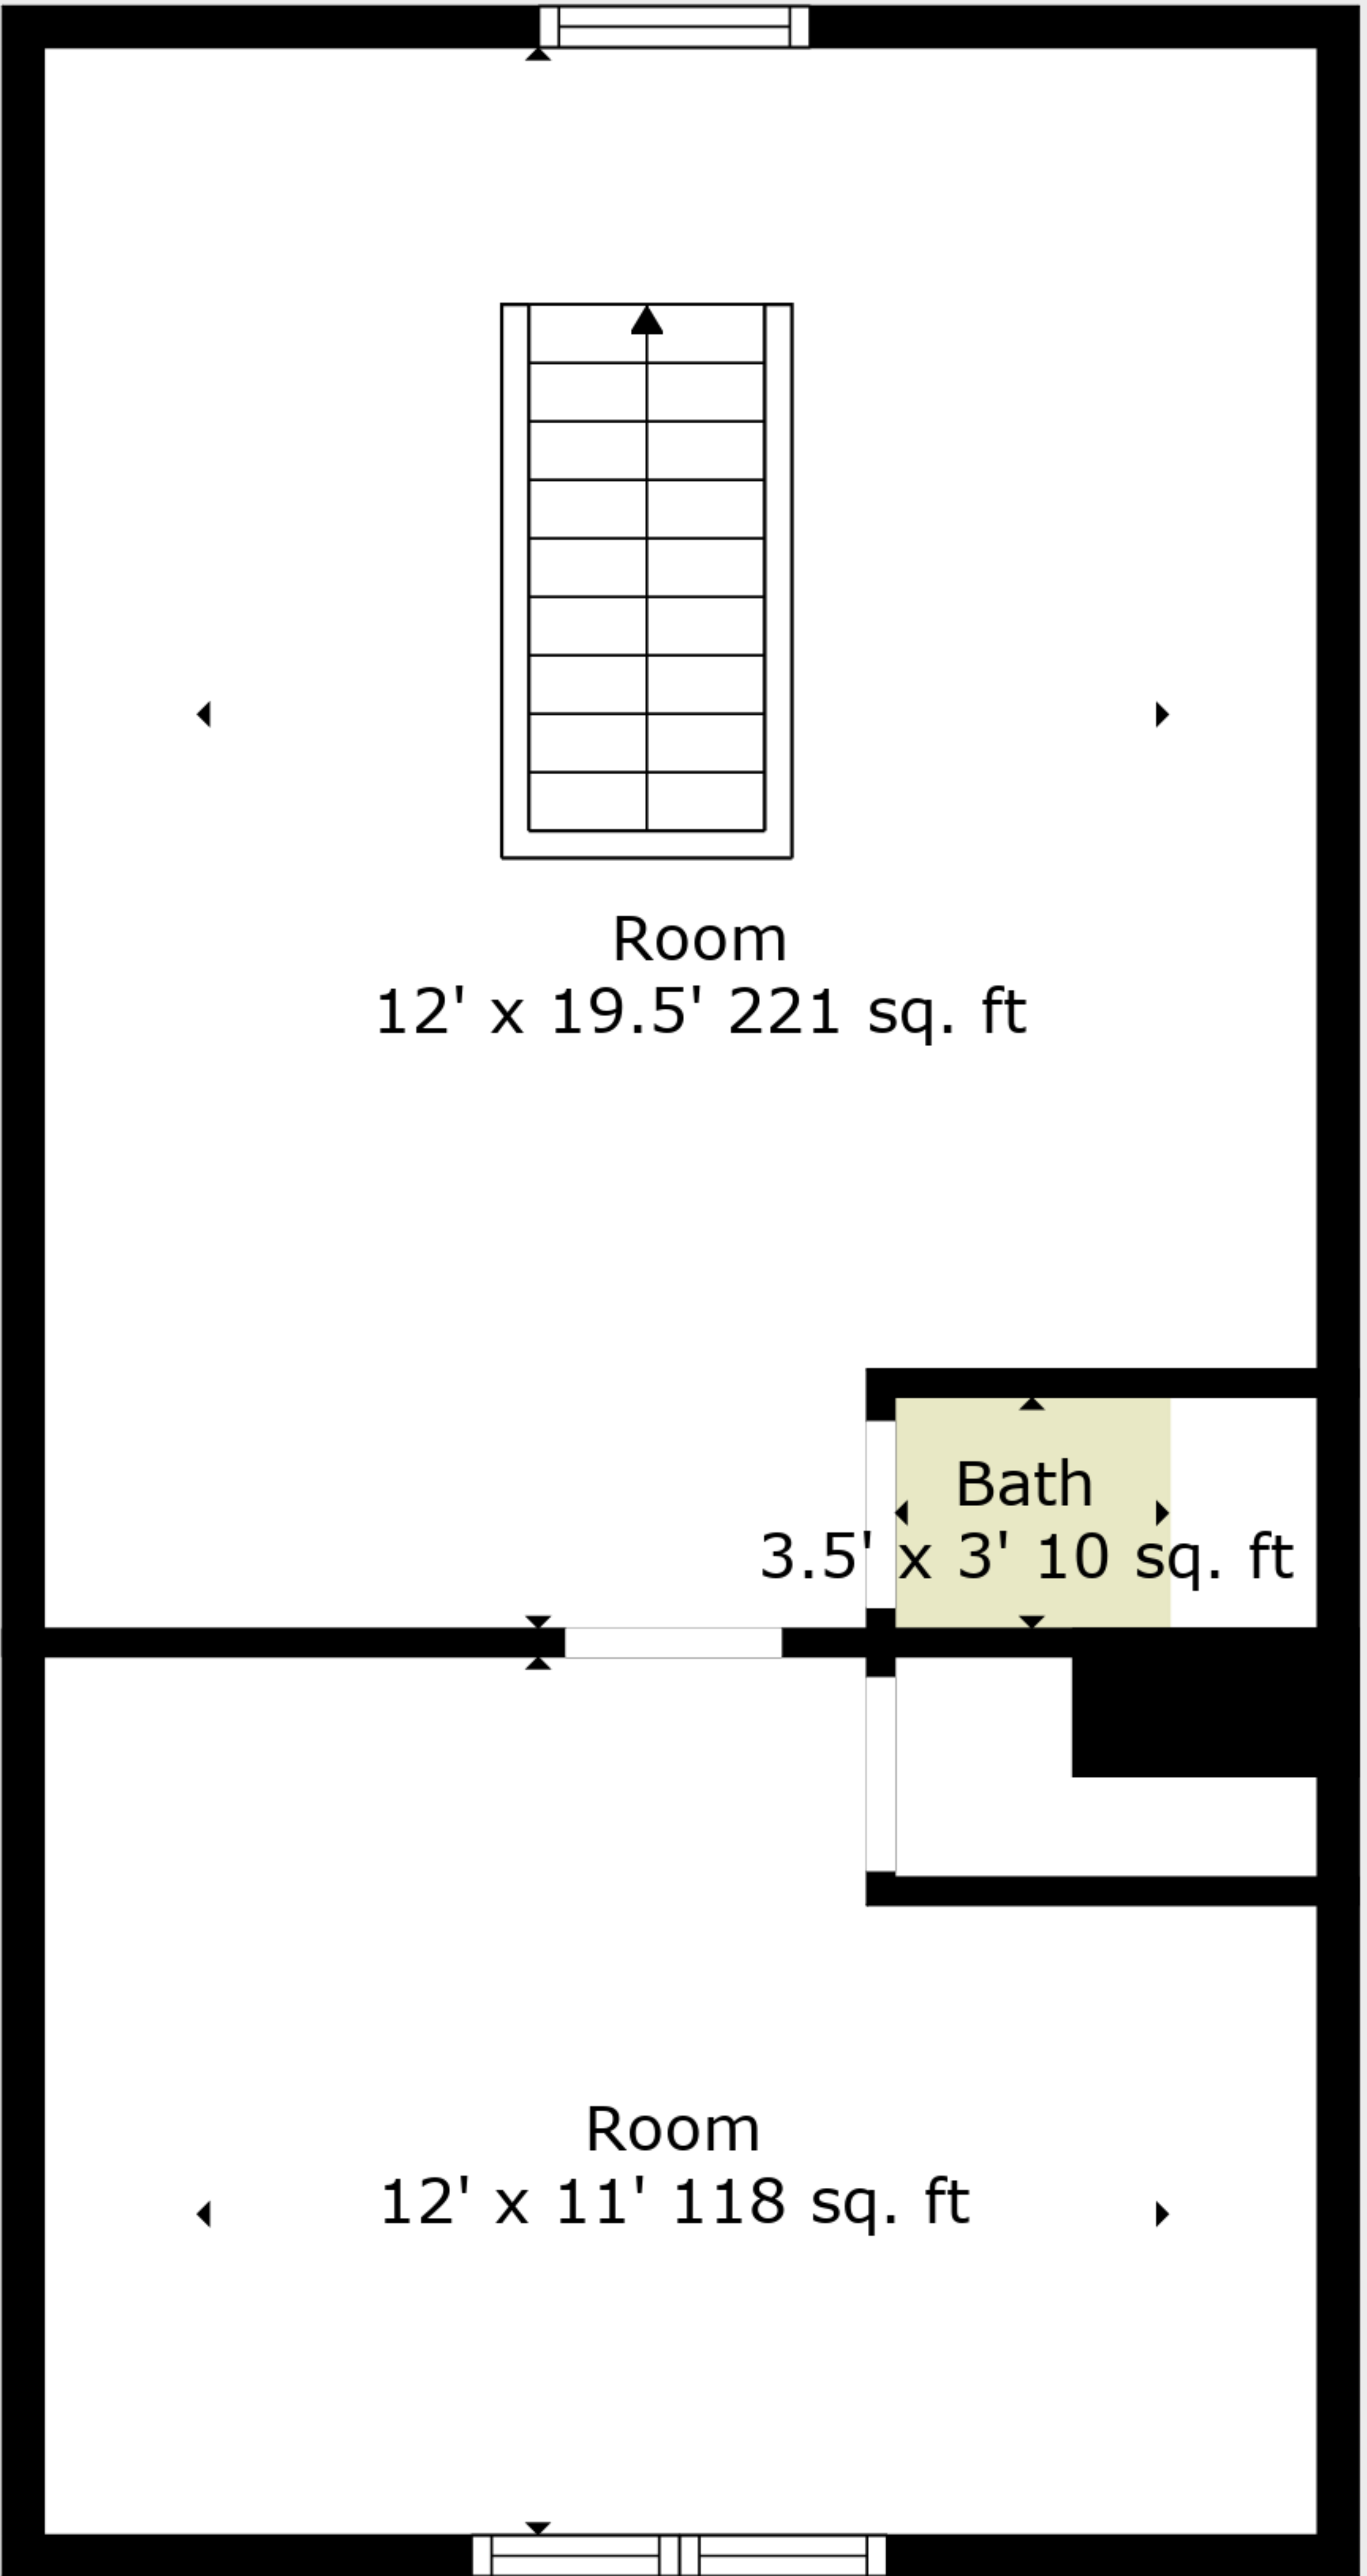 Room
12' x 19.5' 221 sq. ft
Bath
3.5' x 3' 10 sq. ft
Room
12' x 11' 118 sq. ft